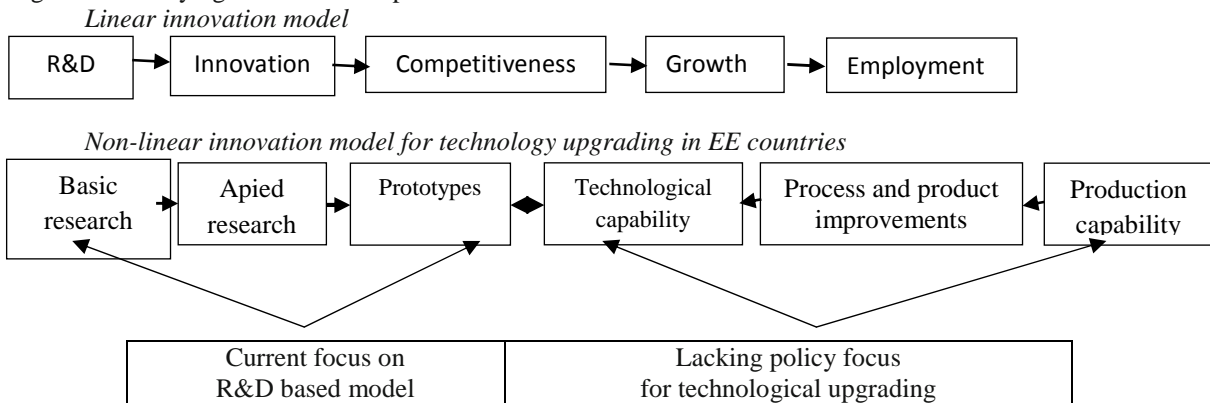 Linear innovation model
R&D Innovation Competitiveness Growth Employment
Non-linear innovation model for technology upgrading in EE countries
Basic
research
Apied
research
Prototypes
Technological
capability
Process and product
improvements
Production
capability
Current focus on
R&D based model
Lacking policy focus
for technological upgrading